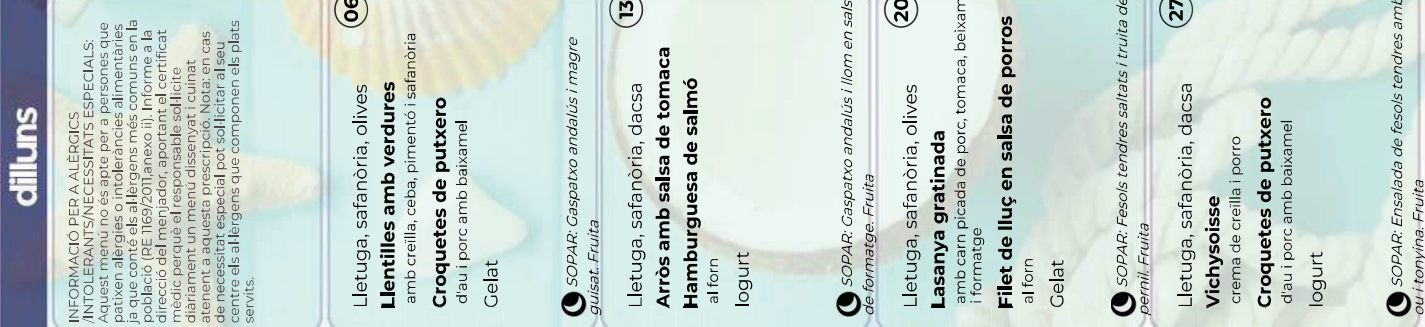 dilluns
INFORMACIÓ PER A AL·LÈRGICS
/INTOLERANTS/NECESSITATS ESPECIALS:
Aquest menú no és apte per a persones que
patixen al·lèrgies o intoleràncies alimentàries
ja que conté els al·lèrgens més comuns en la
població (RE 1169/2011,anexo ii). Informe a la
direcció del menjador, aportant el certificat
mèdic perquè el responsable sol·licite
diàriament un menú dissenyat i cuinat
atenent a aquesta prescripció. Nota: en cas
de necessitat especial pot sol·licitar al seu
centre els al·lèrgens que componen els plats
servits.
06
Lletuga, safanòria, olives
Llentilles amb verdures
amb creilla, ceba, pimentó i safanòria
Croquetes de putxero
d'au i porc amb baixamel
Gelat
SOPAR: Gaspatxo andalús i magre
guisat. Fruita
13
Lletuga, safanòria, dacsa
Arròs amb salsa de tomaca
Hamburguesa de salmó
al forn
Iogurt
SOPAR: Gaspatxo andalús i llom en sals
de formatge. Fruita
20
Lletuga, safanòria, olives
Lasanya gratinada
amb carn picada de porc, tomaca, beixam
i formatge
Filet de lluç en salsa de porros
al forn
Gelat
SOPAR: Fesols tendres saltats i truita de
pernil. Fruita
27
Lletuga, safanòria, dacsa
Vichysoisse
crema de creilla i porro
Croquetes de putxero
d'au i porc amb baixamel
Iogurt
SOPAR: Ensalada de fesols tendres amb
ou i tonyina. Fruita